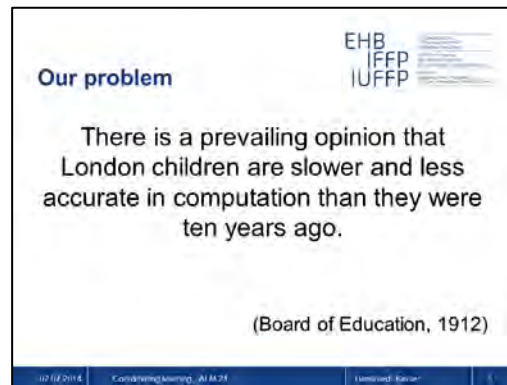 EHB
IFFP
IUFFP
Our problem
There is a prevailing opinion that
London children are slower and less
accurate in computation than they were
ten years ago.
(Board of Education, 1912)